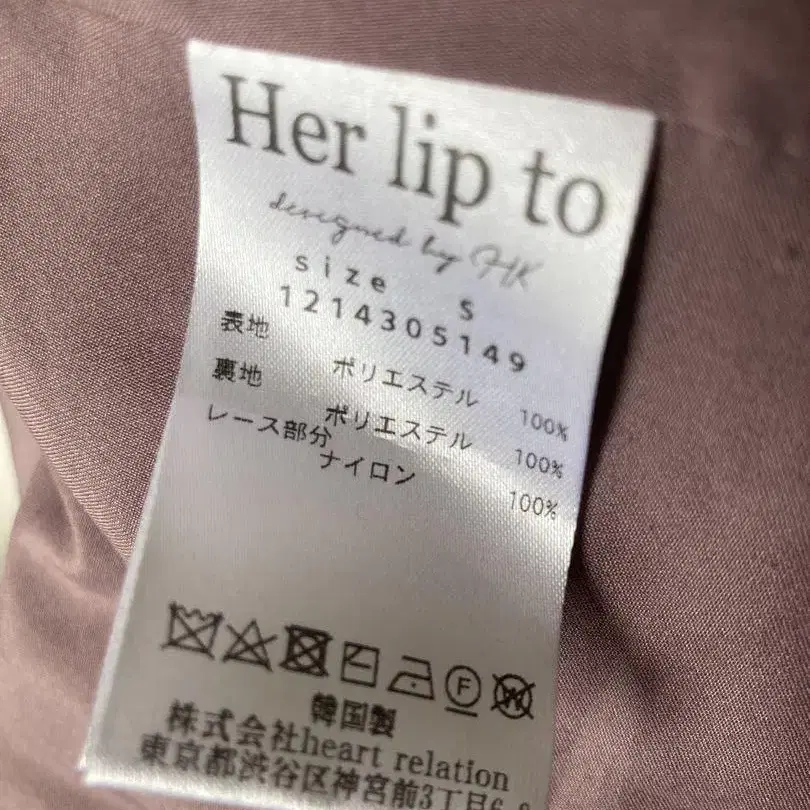 Her lip to
designed by HK
size S
1214305149
表地 ポリエステル 100%
裏地 ポリエステル 100%
レース部分 ナイロン 100%
F
W
韓国製
株式会社heart relation
東京都渋谷区神宮前3丁目6